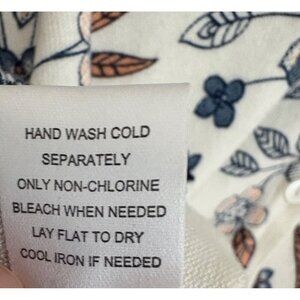 HAND WASH COLD
SEPARATELY
ONLY NON-CHLORINE
BLEACH WHEN NEEDED
LAY FLAT TO DRY
COOL IRON IF NEEDED